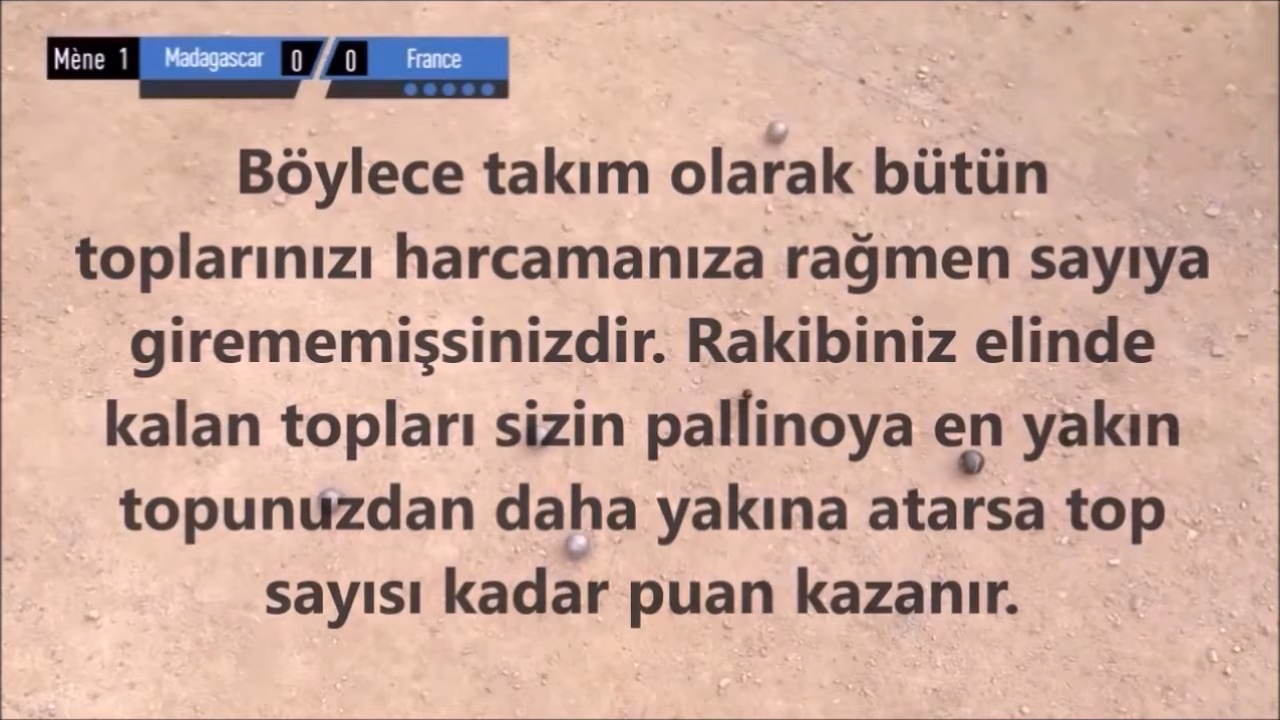 Mène 1 Madagascar 0 0 France
Böylece takım olarak bütün
toplarınızı harcamanıza rağmen sayıya
girememişsinizdir. Rakibiniz elinde
kalan topları sizin pallinoya en yakın
topunuzdan daha yakına atarsa top
sayısı kadar puan kazanır.